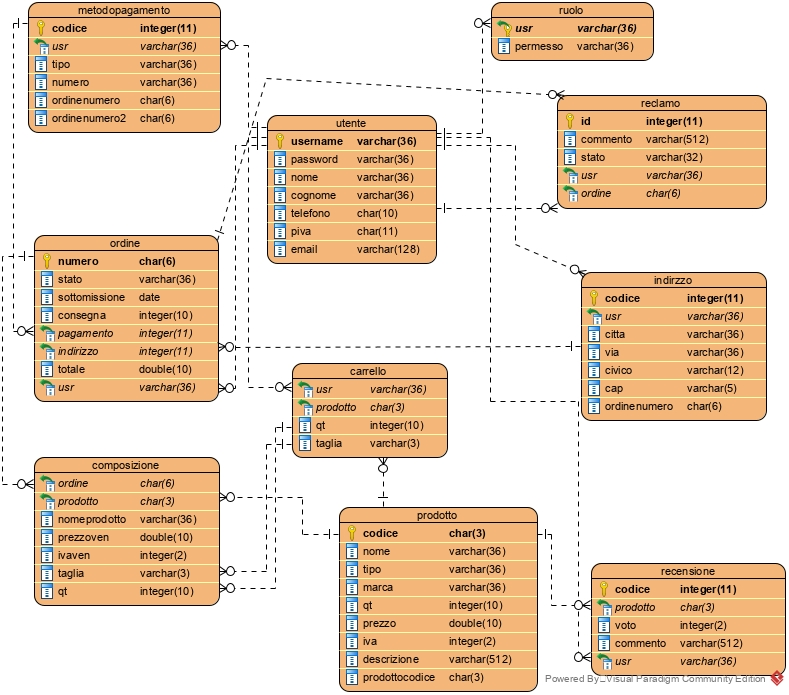 metodopagamento
codice integer(11)
usr varchar(36)
tipo varchar(36)
numero varchar(36)
ordinenumero char(6)
ordinenumero2 char(6)
ruolo
usr varchar(36)
permesso varchar(36)
reclamo
id integer(11)
commento varchar(512)
stato varchar(32)
usr varchar(36)
ordine char(6)
utente
username varchar(36)
password varchar(36)
nome varchar(36)
cognome varchar(36)
telefono char(10)
piva char(11)
email varchar(128)
ordine
numero char(6)
stato varchar(36)
sottomissione date
consegna integer(10)
pagamento integer(11)
indirizzo integer(11)
totale double(10)
usr varchar(36)
indirzzo
codice integer(11)
usr varchar(36)
citta varchar(36)
via varchar(36)
civico varchar(12)
cap varchar(5)
ordinenumero char(6)
carrello
usr varchar(36)
prodotto char(3)
qt integer(10)
taglia varchar(3)
composizione
ordine char(6)
prodotto char(3)
nomeprodotto varchar(36)
prezzoven double(10)
ivaven integer(2)
taglia varchar(3)
qt integer(10)
prodotto
codice char(3)
nome varchar(36)
tipo varchar(36)
marca varchar(36)
qt integer(10)
prezzo double(10)
iva integer(2)
descrizione varchar(512)
prodottocodice char(3)
recensione
codice integer(11)
prodotto char(3)
voto integer(2)
commento varchar(512)
usr varchar(36)
Powered By Visual Paradigm Community Edition